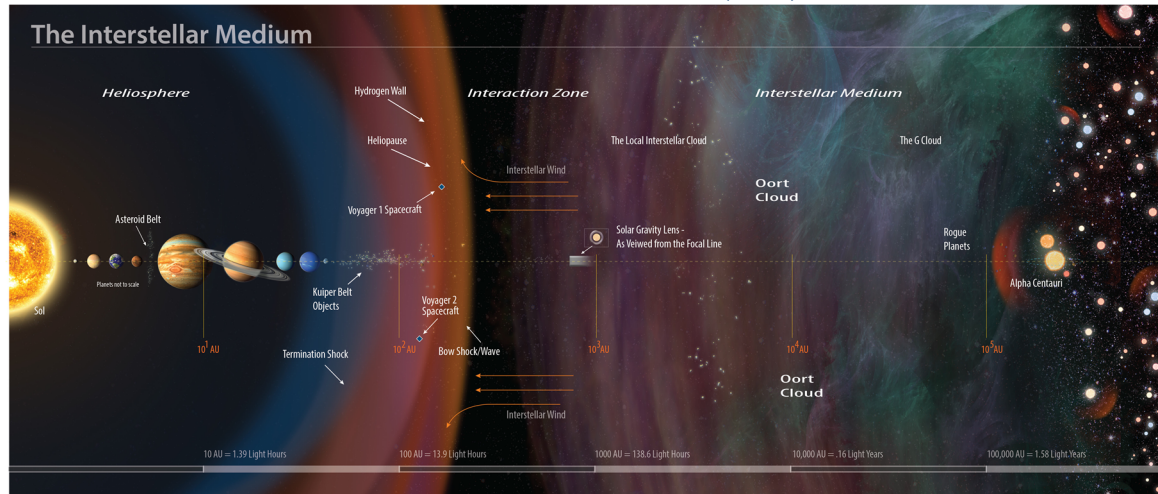 The Interstellar Medium
Heliosphere
Interaction Zone
Interstellar Medium
Hydrogen Wall
Heliopause
The Local Interstellar Cloud
The G Cloud
Interstellar Wind
Oort
Cloud
Voyager 1 Spacecraft
Asteroid Belt
Solar Gravity Lens -
As Veiwed from the Focal Line
Rogue
Planets
Planets not to scale
Kuiper Belt
Objects
Alpha Centauri
Sol
Voyager 2
Spacecraft
10¹ AU
10² AU
10³ AU
10⁴ AU
10⁵ AU
Termination Shock
Bow Shock/Wave
Oort
Cloud
Interstellar Wind
10 AU = 1.39 Light Hours
100 AU = 13.9 Light Hours
1000 AU = 138.6 Light Hours
10,000 AU = .16 Light Years
100,000 AU = 1.58 Light Years